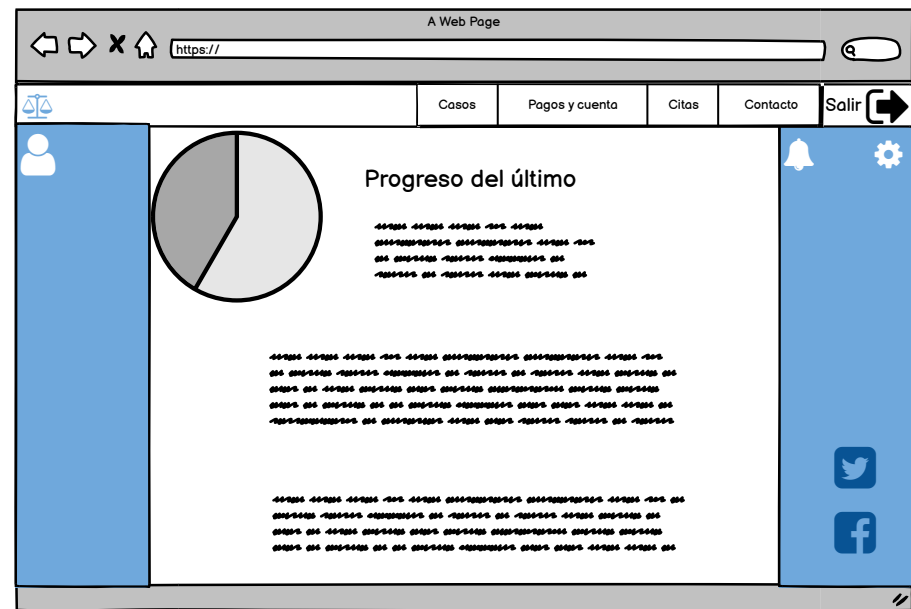 A Web Page
https://
Casos
Pagos y cuenta
Citas
Contacto
Salir
Progreso del último